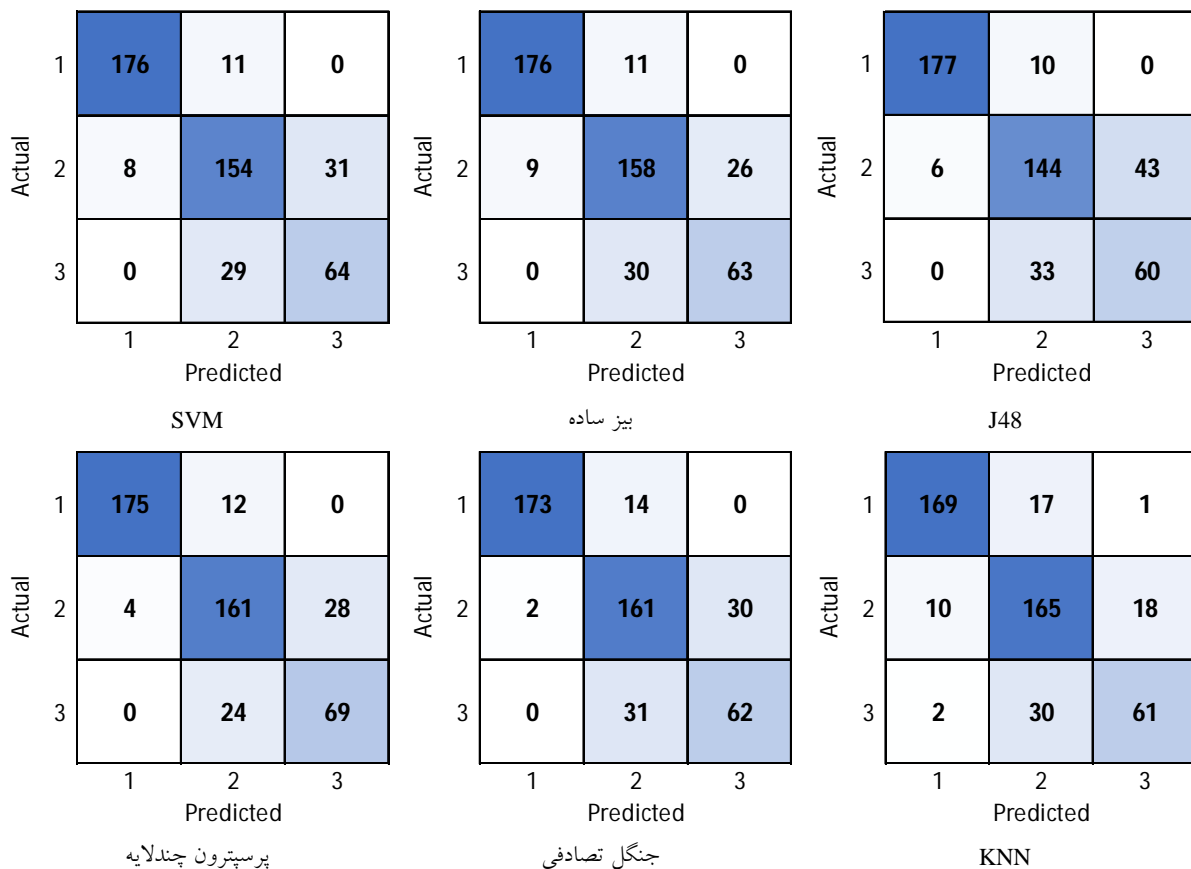 1 176 11 0 1 176 11 0 1 177 10 0
Actual 2 8 154 31 Actual 2 9 158 26 Actual 2 6 144 43
3 0 29 64 3 0 30 63 3 0 33 60
1 2 3 1 2 3 1 2 3
Predicted Predicted Predicted
SVM بیز ساده J48
1 175 12 0 1 173 14 0 1 169 17 1
Actual 2 4 161 28 Actual 2 2 161 30 Actual 2 10 165 18
3 0 24 69 3 0 31 62 3 2 30 61
1 2 3 1 2 3 1 2 3
Predicted Predicted Predicted
پرسپترون چندلایه جنگل تصادفی KNN